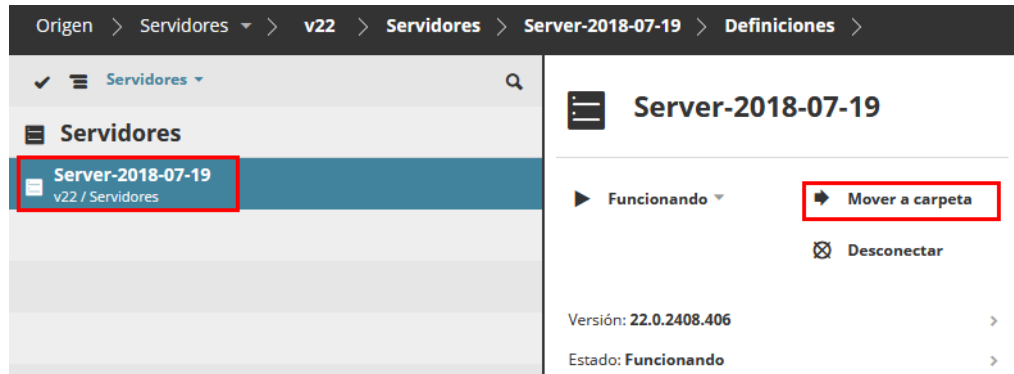 Origen > Servidores > v22 > Servidores > Server-2018-07-19 > Definiciones >
Servidores
Servidores
Server-2018-07-19
v22 / Servidores
Server-2018-07-19
Funcionando
Mover a carpeta
Desconectar
Versión: 22.0.2408.406
Estado: Funcionando